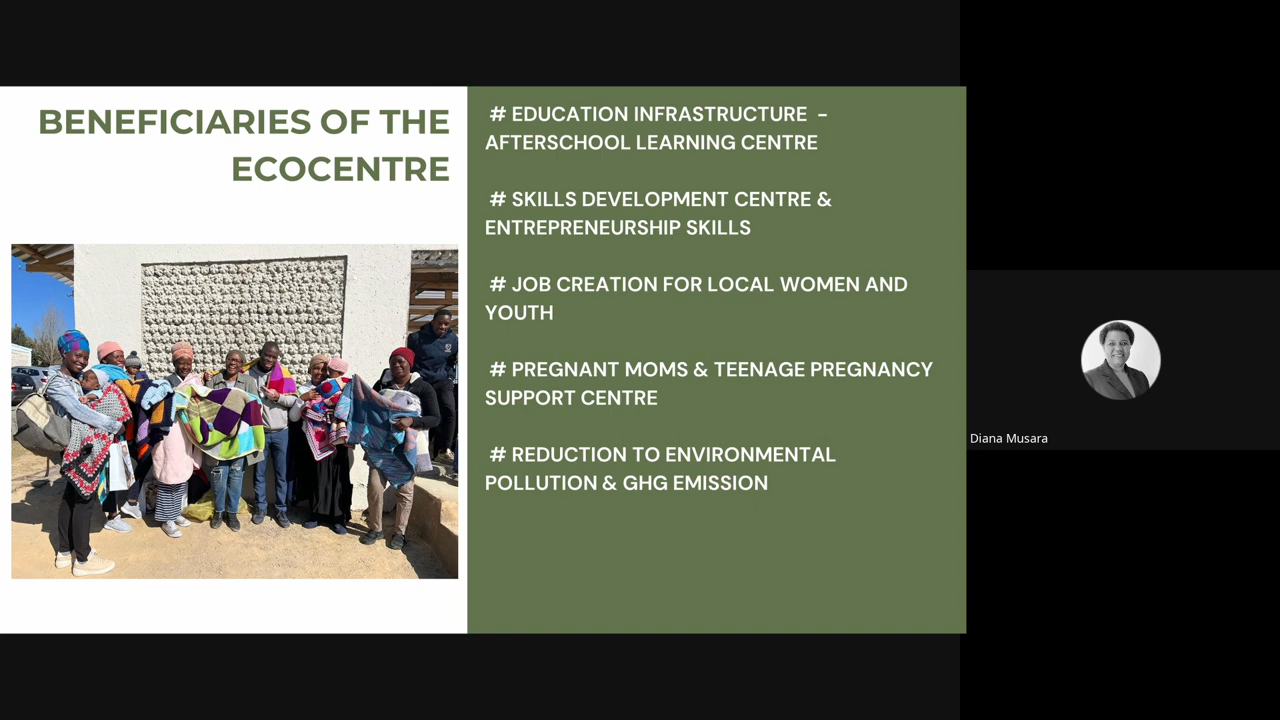 BENEFICIARIES OF THE
ECOCENTRE
# EDUCATION INFRASTRUCTURE -
AFTERSCHOOL LEARNING CENTRE
# SKILLS DEVELOPMENT CENTRE &
ENTREPRENEURSHIP SKILLS
# JOB CREATION FOR LOCAL WOMEN AND
YOUTH
# PREGNANT MOMS & TEENAGE PREGNANCY
SUPPORT CENTRE
# REDUCTION TO ENVIRONMENTAL
POLLUTION & GHG EMISSION
Diana Musara